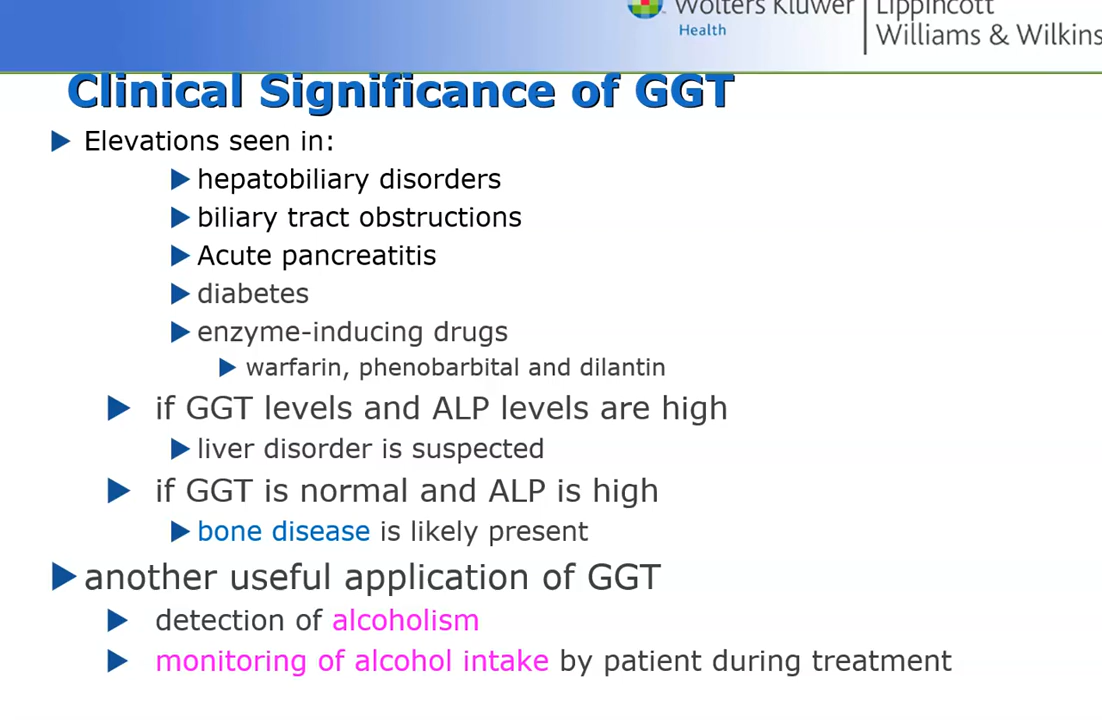 Wolters Kluwer
Health
Lippincott
Williams & Wilkins
Clinical Significance of GGT
Elevations seen in:
hepatobiliary disorders
biliary tract obstructions
Acute pancreatitis
diabetes
enzyme-inducing drugs
warfarin, phenobarbital and dilantin
if GGT levels and ALP levels are high
liver disorder is suspected
if GGT is normal and ALP is high
bone disease is likely present
another useful application of GGT
detection of alcoholism
monitoring of alcohol intake by patient during treatment